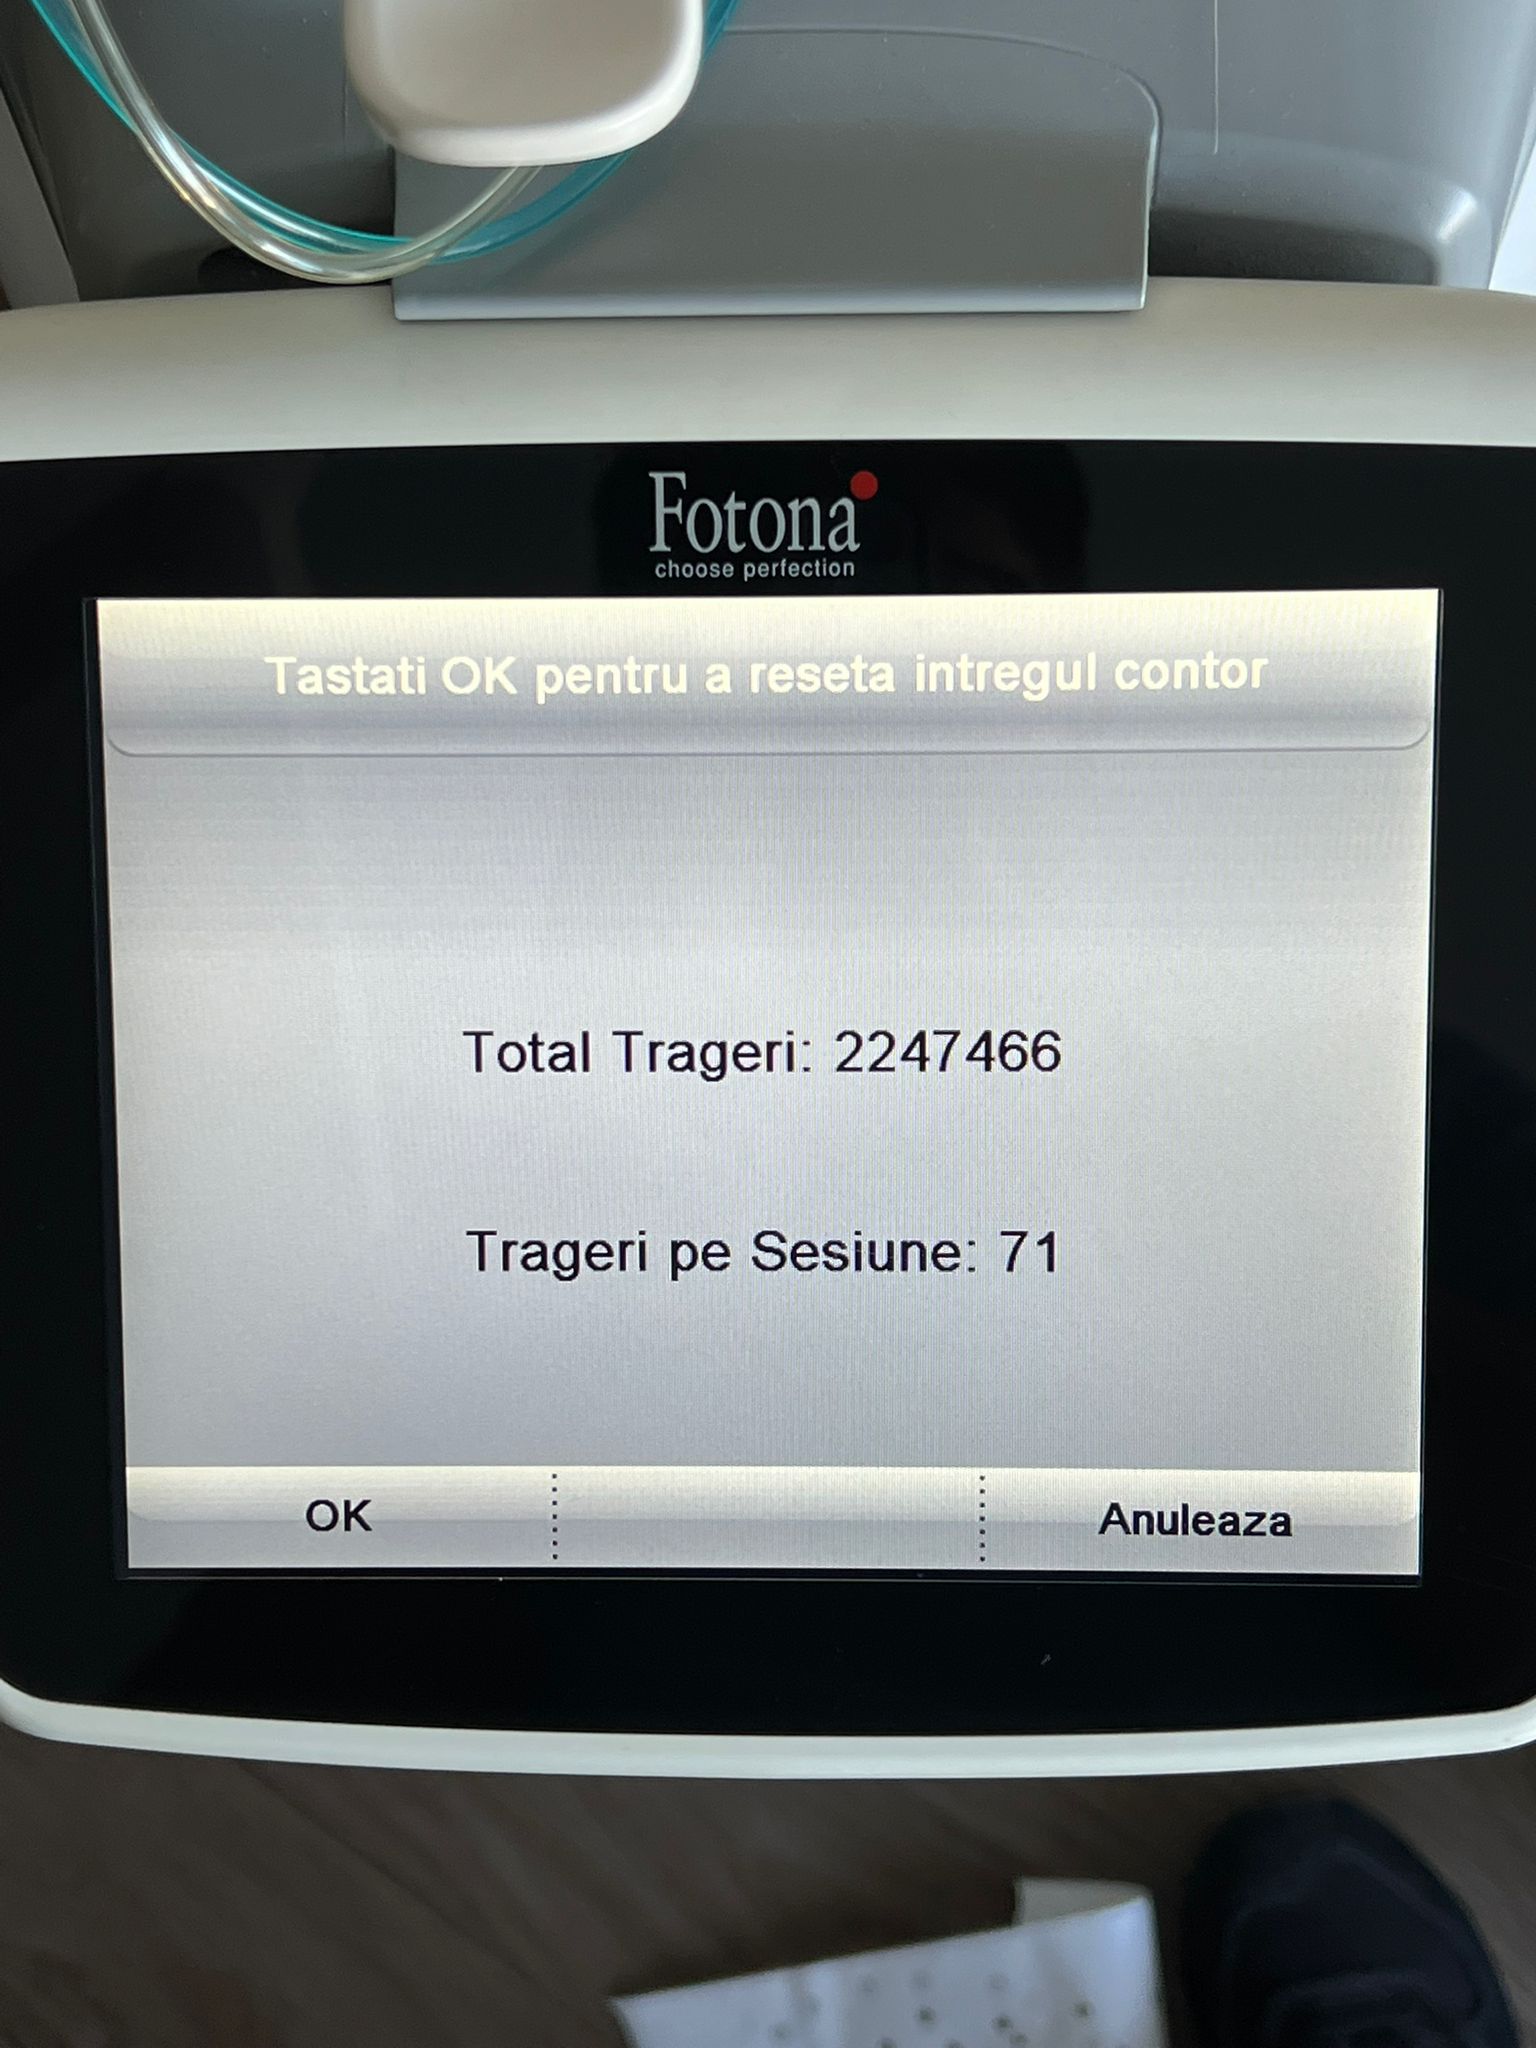 Fotona
choose perfection
Tastati OK pentru a reseta intregul contor
Total Trageri: 2247466
Trageri pe Sesiune: 71
OK
Anuleaza